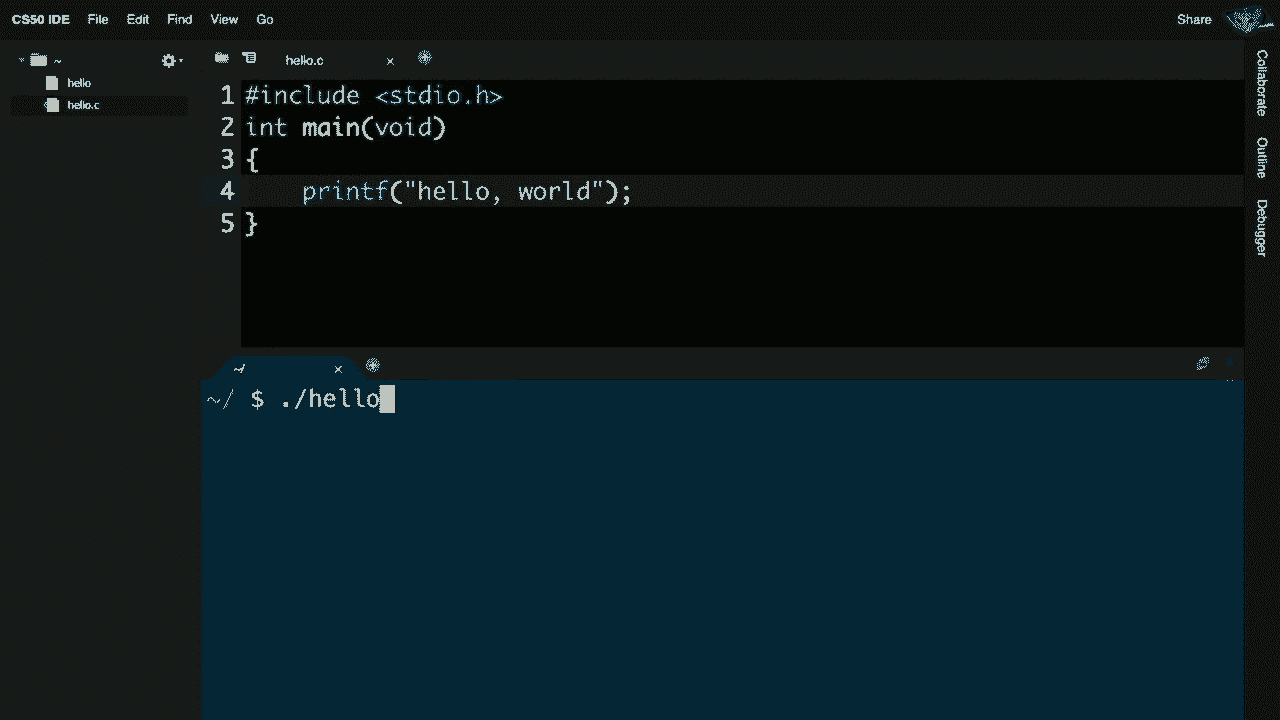 CS50 IDE File Edit Find View Go Share
~
hello
hello.c
hello.c
1 #include <stdio.h>
2 int main(void)
3 {
4     printf("hello, world");
5 }
Collaborate
Outline
Debugger
~/ $ ./hello